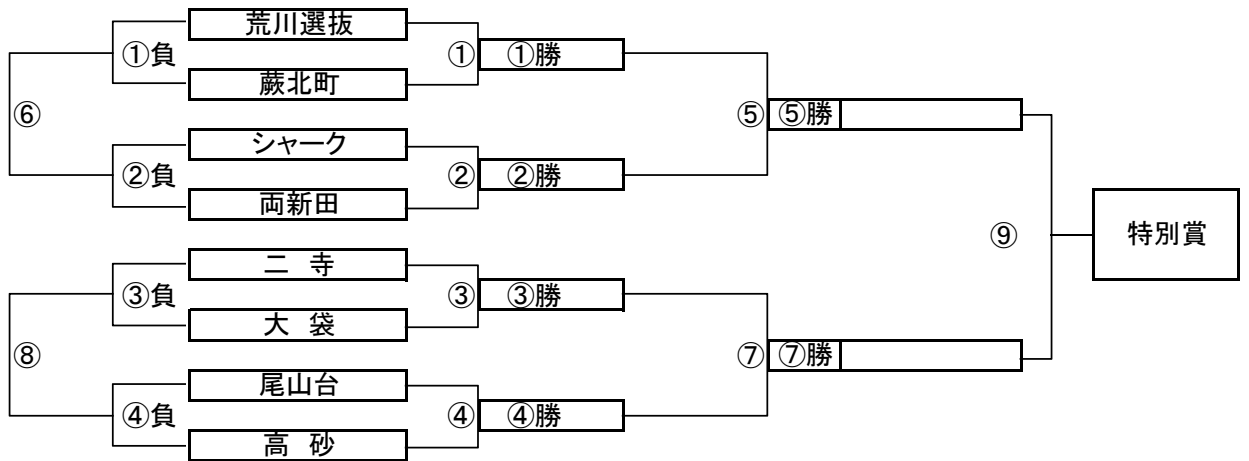 荒川選抜
①負 ① ①勝
蕨北町
⑥ ⑤ ⑤勝
シャーク
②負 ② ②勝
両新田
⑨ 特別賞
二 寺
③負 ③ ③勝
大 袋
⑧ ⑦ ⑦勝
尾山台
④負 ④ ④勝
高 砂